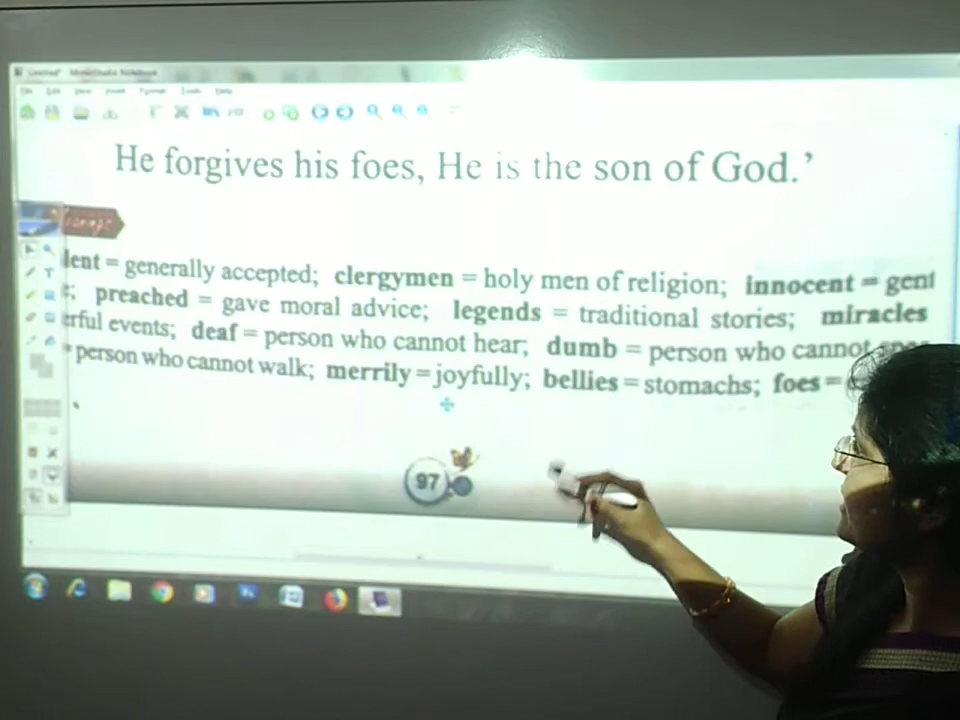 He forgives his foes, He is the son of God.’
lent = generally accepted; clergymen = holy men of religion; innocent = gent
preached = gave moral advice; legends = traditional stories; miracles
erful events; deaf = person who cannot hear; dumb = person who cannot
person who cannot walk; merrily = joyfully; bellies = stomachs; foes =
97